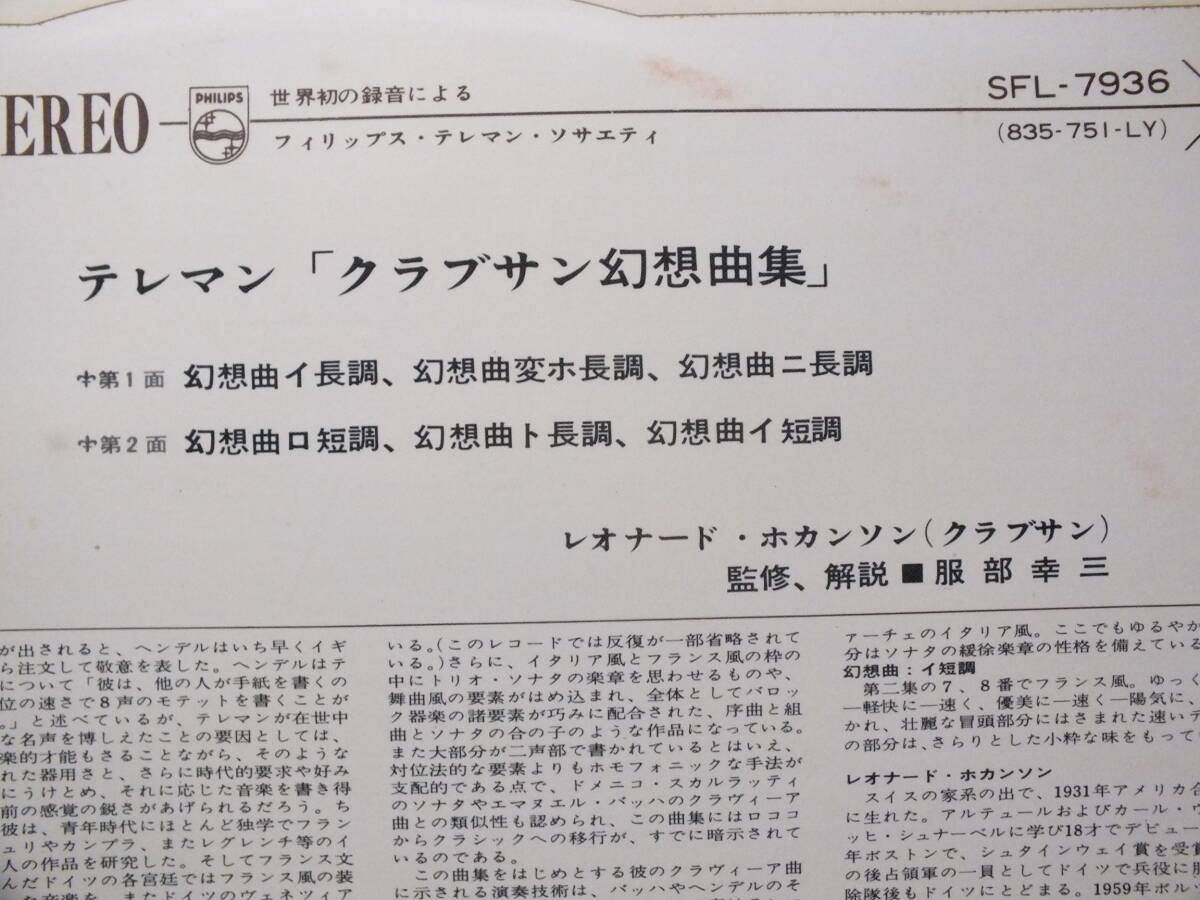 EREO
PHILIPS
世界初の録音による
フィリップス・テレマン・ソサエティ
SFL-7936
(835-751-LY)
テレマン「クラブサン幻想曲集」
第1面 幻想曲イ長調、幻想曲変ホ長調、幻想曲ニ長調
第2面 幻想曲ロ短調、幻想曲ト長調、幻想曲イ短調
レオナード・ホカンソン(クラブサン)
監修、解説■服部幸三
が出されると、ヘンデルはいち早くイギ
ら注文して敬意を表した。ヘンデルはテ
について「彼は、他の人が手紙を書くの
位の速さで8声のモテットを書くことが
。」と述べているが、テレマンが在世中
な名声を博しえたことの要因としては、
楽的才能もさることながら、そのような
れた器用さと、さらに時代的要求や好み
にうけとめ、それに応じた音楽を書き得
前の感覚の鋭さがあげられるだろう。ち
彼は、青年時代にほとんど独学でフラン
ュリやカンプラ、またレグレンチ等のイ
人の作品を研究した。そしてフランス文
んだドイツの各宮廷ではフランス風の装
た音楽を、またドイツのヴェネツィア
いる。(このレコードでは反復が一部省略されて
いる。)さらに、イタリア風とフランス風の枠の
中にトリオ・ソナタの楽章を思わせるものや、
舞曲風の要素がはめ込まれ、全体としてバロッ
ク器楽の諸要素が巧みに配合された、序曲と組
曲とソナタの合の子のような作品になっている。
また大部分が二声部で書かれているとはいえ、
対位法的な要素よりもホモフォニックな手法が
支配的である点で、ドメニコ・スカルラッティ
のソナタやエマヌエル・バッハのクラヴィーア
曲との類似性も認められ、この曲集にはロココ
からクラシックへの移行が、すでに暗示されて
いるのである。
この曲集をはじめとする彼のクラヴィーア曲
に示される演奏技術は、バッハやヘンデルのそ
ァーチェのイタリア風。ここでもゆるやか
分はソナタの緩徐楽章の性格を備えている
幻想曲：イ短調
第二集の7、8番でフランス風。ゆっく
—軽快に—速く、優美に—速く—陽気に、
かれ、壮麗な冒頭部分にはさまれた速いテ
の部分は、さらりとした小粋な味をもってい
レオナード・ホカンソン
スイスの家系の出で、1931年アメリカ合
に生れた。アルテュールおよびカール・
ッヒ・シュナーベルに学び18才でデビュー
年ボストンで、シュタインウェイ賞を受賞
の後占領軍の一員としてドイツで兵役に服
除隊後もドイツにとどまる。1959年ボルツ